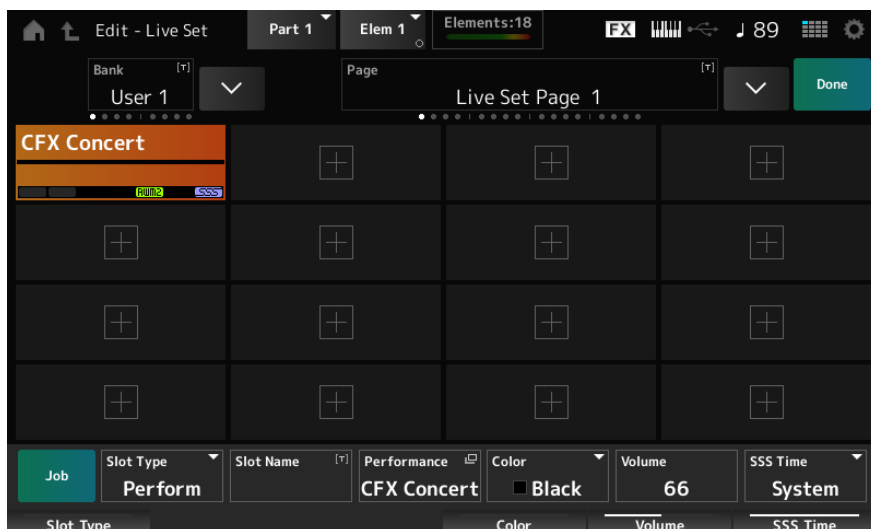 Edit - Live Set
Part 1
Elem 1
Elements:18
FX
♩ 89
Bank
[T]
User 1
Page
[T]
Live Set Page 1
Done
CFX Concert
AWM2
SSS
Job
Slot Type
Perform
Slot Name
[T]
Performance
CFX Concert
Color
Black
Volume
66
SSS Time
System
Slot Type
Color
Volume
SSS Time